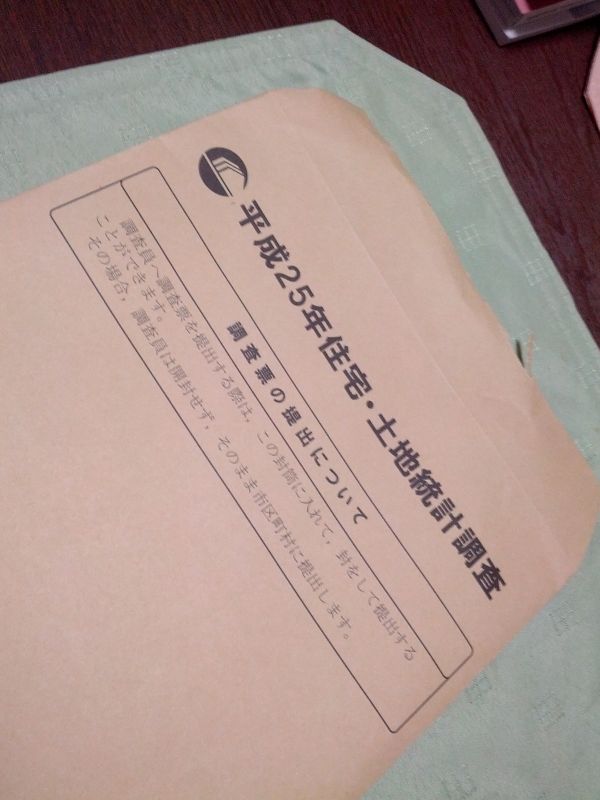 平成25年住宅・土地統計調査
調査票の提出について
調査員へ調査票を提出する際は、この封筒に入れて、封をして提出する
ことができます。
その場合、調査員は開封せず、そのまま市区町村に提出します。